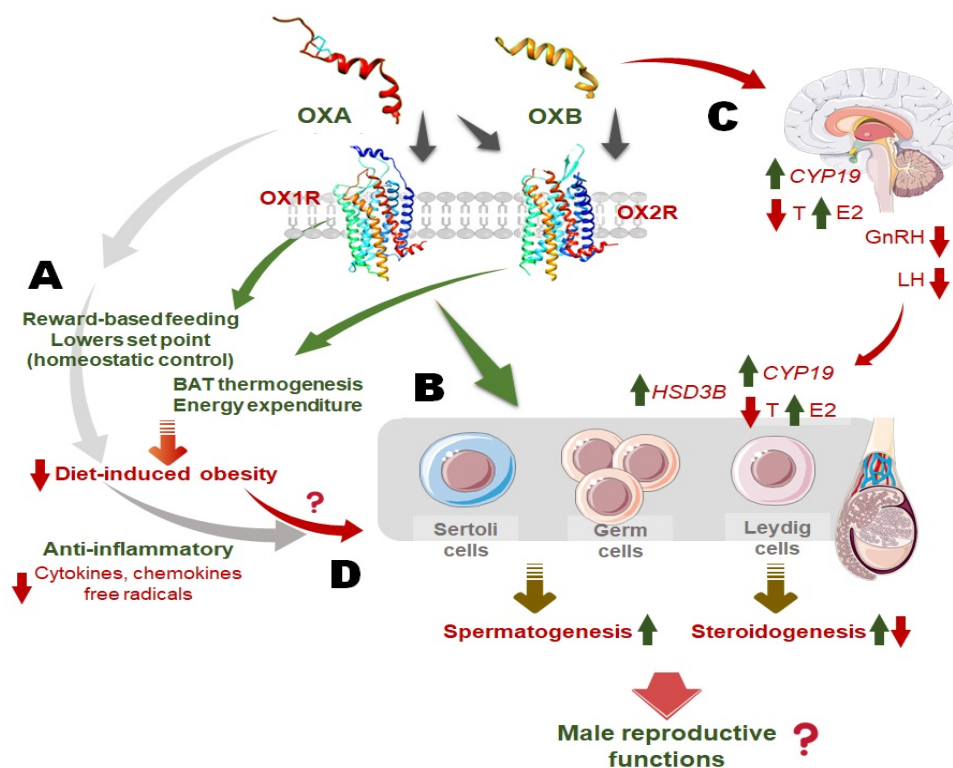 OXA
OXB
C
OX1R
OX2R
CYP19
T E2
GnRH
LH
A
Reward-based feeding
Lowers set point
(homeostatic control)
BAT thermogenesis
Energy expenditure
B
HSD3B
CYP19
T E2
Diet-induced obesity
?
Sertoli
cells
Germ
cells
Leydig
cells
Anti-inflammatory
Cytokines, chemokines
free radicals
D
Spermatogenesis
Steroidogenesis
Male reproductive
functions
?